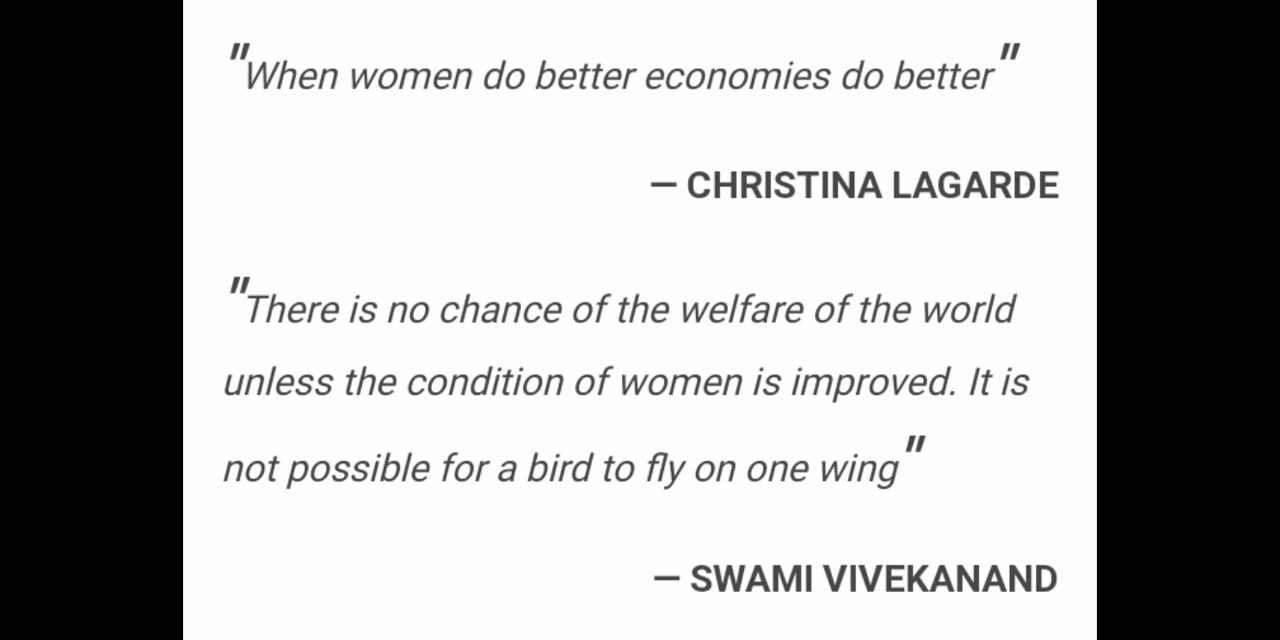 "When women do better economies do better"
— CHRISTINA LAGARDE
"There is no chance of the welfare of the world
unless the condition of women is improved. It is
not possible for a bird to fly on one wing"
— SWAMI VIVEKANAND